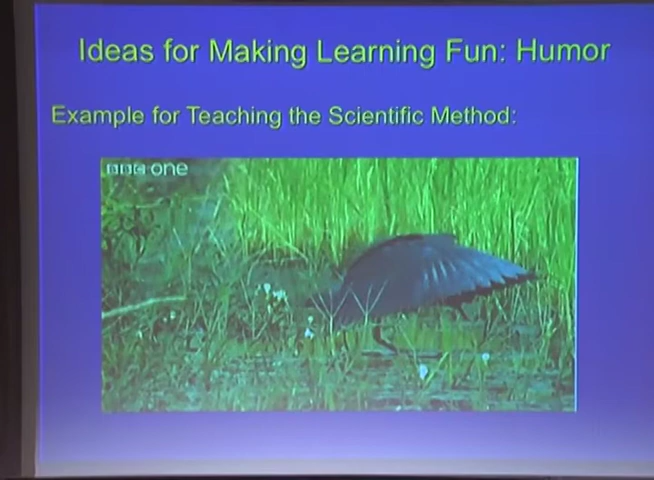 Ideas for Making Learning Fun: Humor
Example for Teaching the Scientific Method:
BBC one